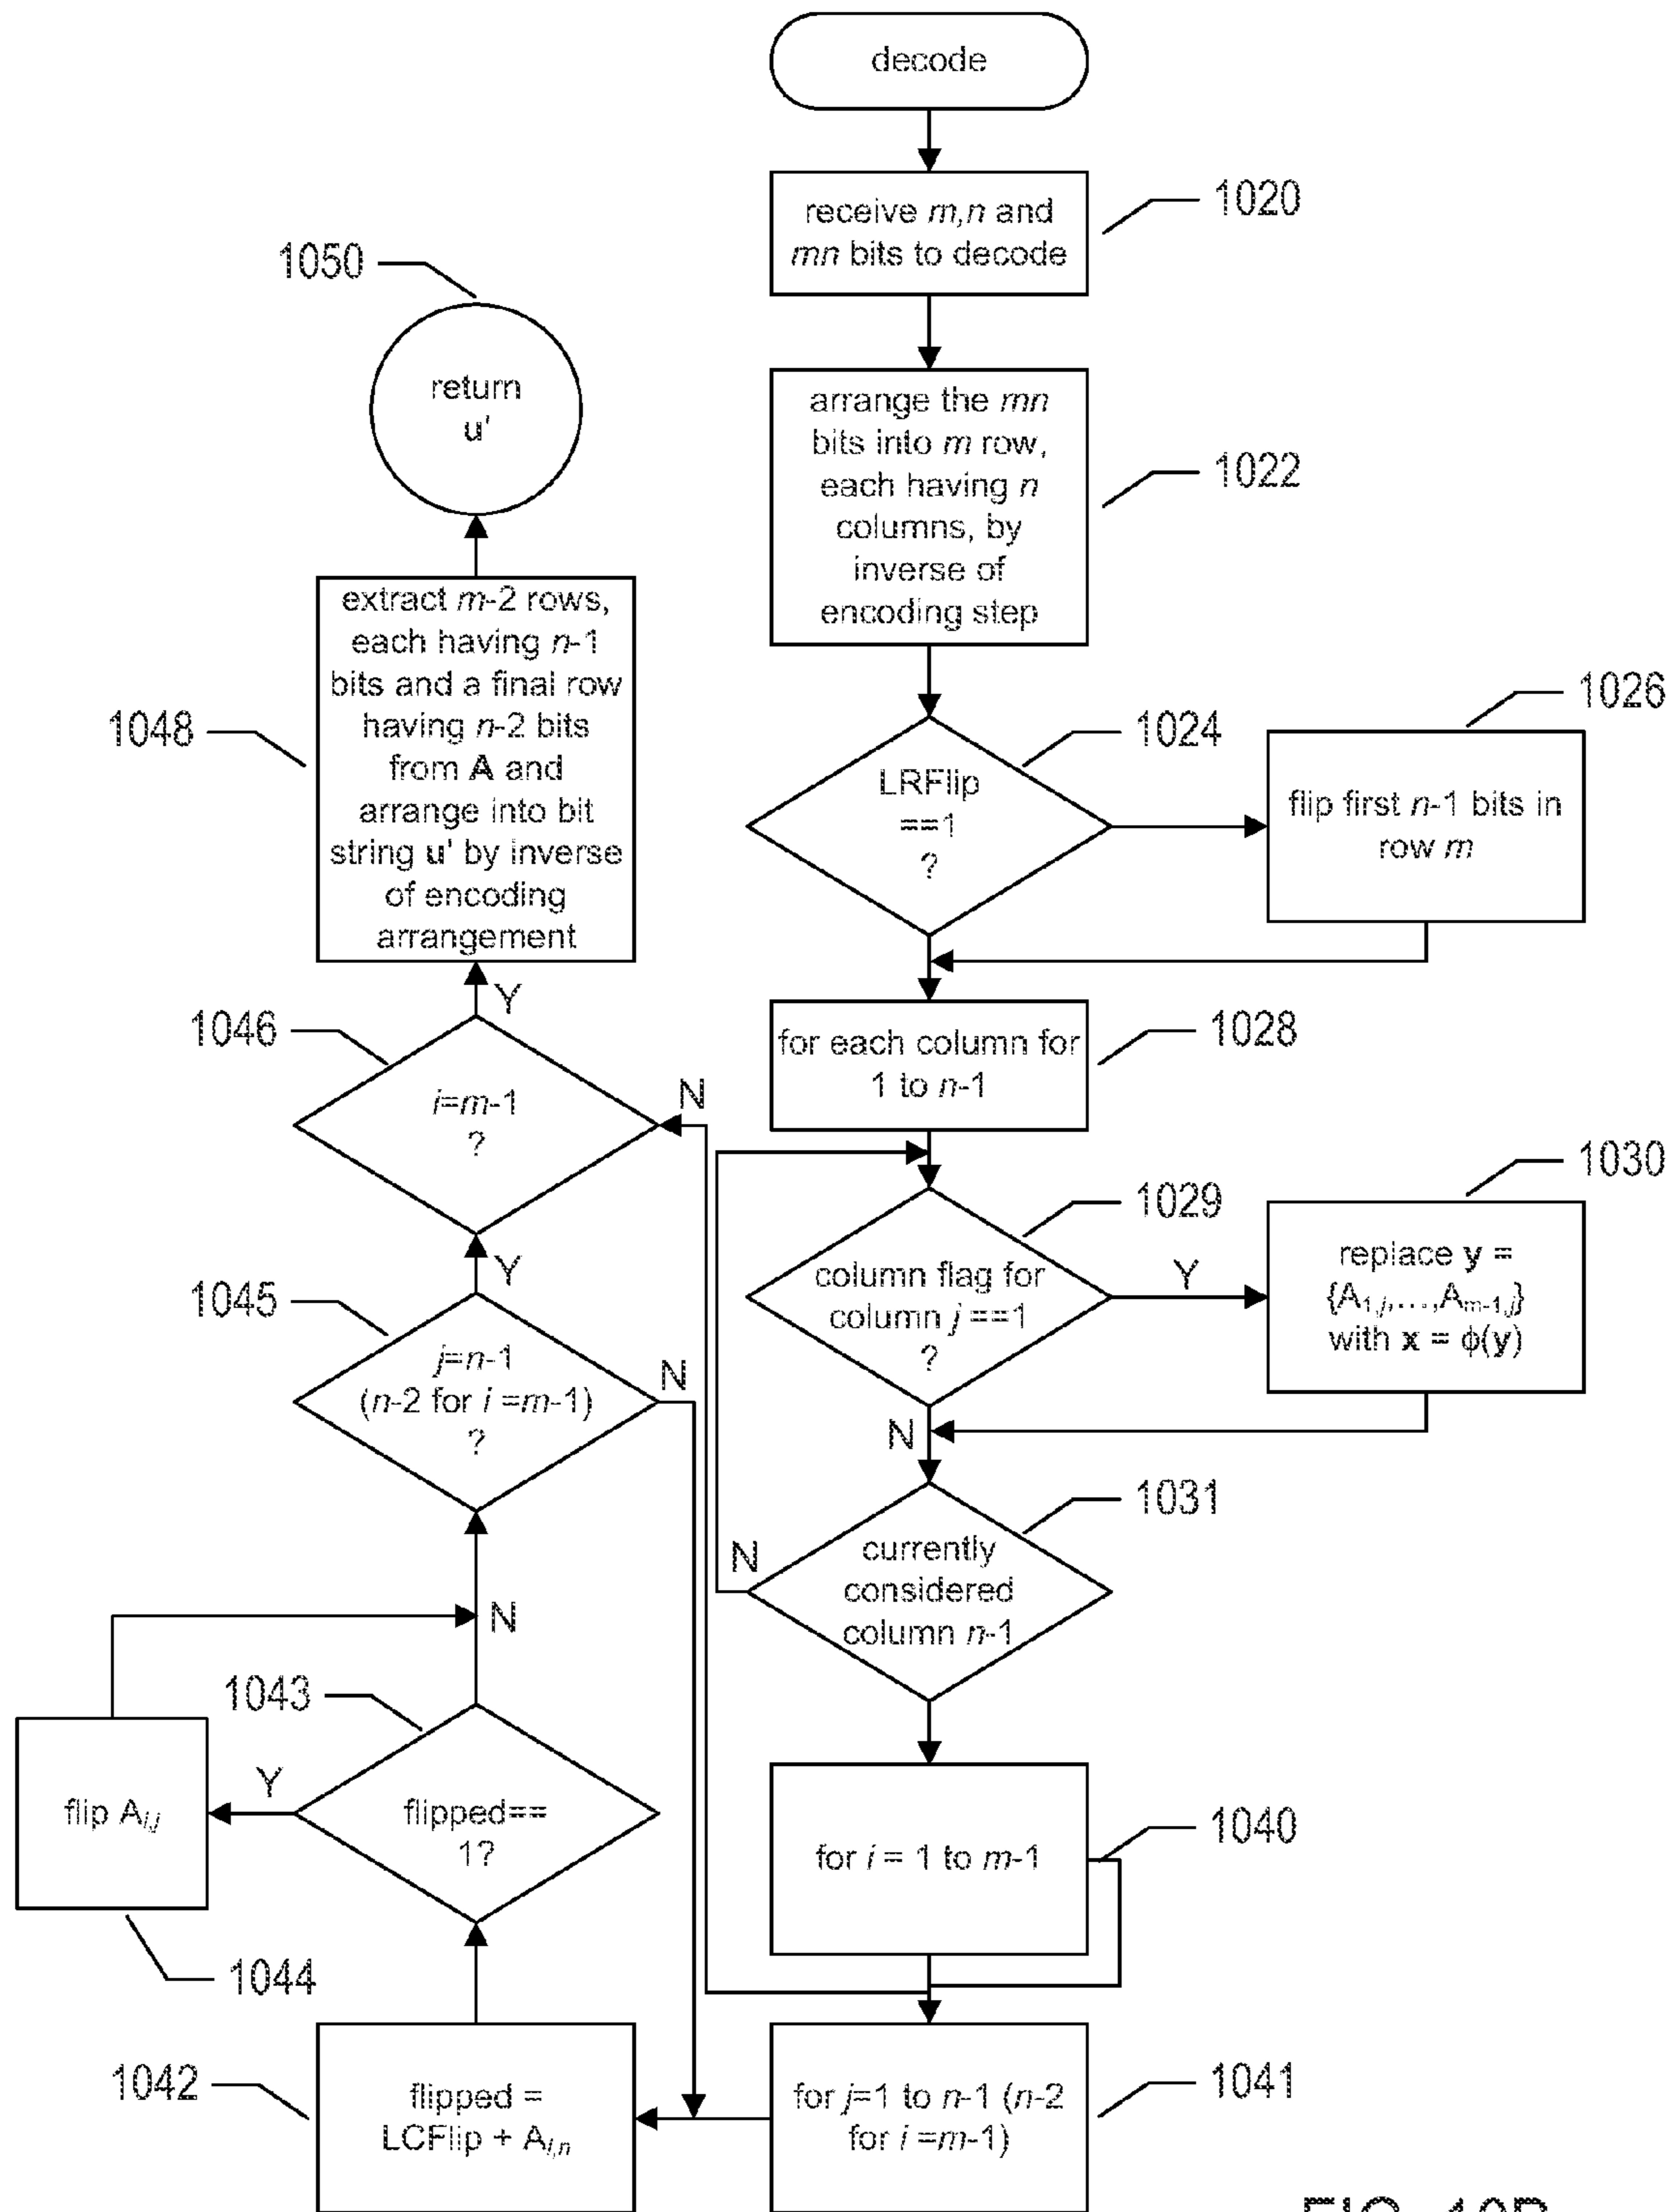 decode
receive m,n and
mn bits to decode
1020
arrange the mn
bits into m row,
each having n
columns, by
inverse of
encoding step
1022
LRFlip
==1
?
1024
flip first n-1 bits in
row m
1026
for each column for
1 to n-1
1028
column flag for
column j ==1
?
1029
Y
N
replace y =
{A1,j,…,Am-1,j}
with x = ϕ(y)
1030
currently
considered
column n-1
1031
N
for i = 1 to m-1
1040
for j=1 to n-1 (n-2
for i =m-1)
1041
flipped =
LCFlip + Ai,n
1042
flipped==
1?
1043
Y
N
flip Ai,j
1044
j=n-1
(n-2 for i =m-1)
?
1045
N
Y
i=m-1
?
1046
N
Y
extract m-2 rows,
each having n-1
bits and a final row
having n-2 bits
from A and
arrange into bit
string u' by inverse
of encoding
arrangement
1048
return
u'
1050